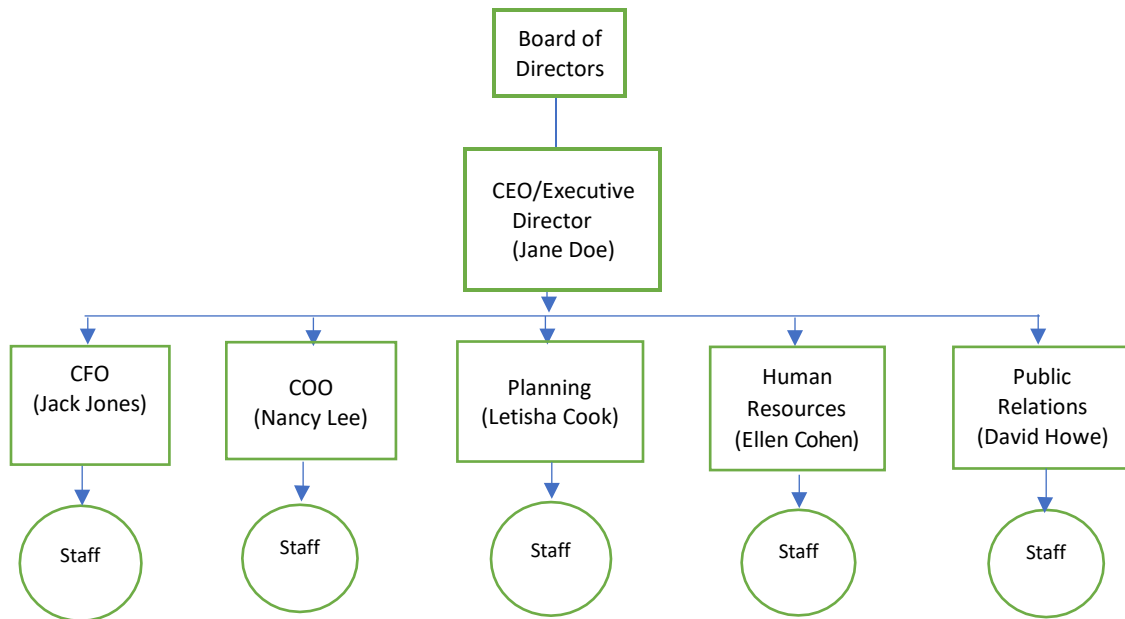 Board of
Directors
CEO/Executive
Director
(Jane Doe)
CFO
(Jack Jones)
COO
(Nancy Lee)
Planning
(Letisha Cook)
Human
Resources
(Ellen Cohen)
Public
Relations
(David Howe)
Staff
Staff
Staff
Staff
Staff